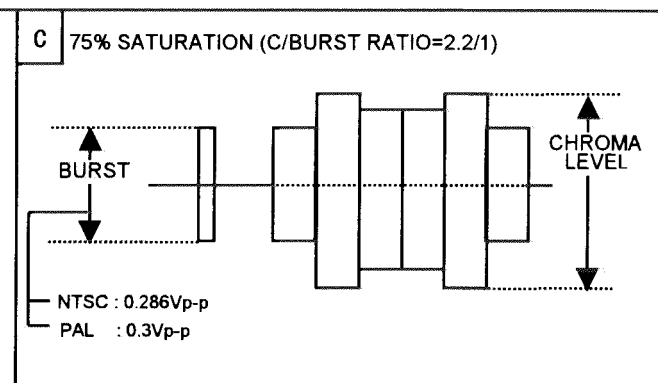 C 75% SATURATION (C/BURST RATIO=2.2/1)
BURST
CHROMA
LEVEL
NTSC : 0.286Vp-p
PAL : 0.3Vp-p